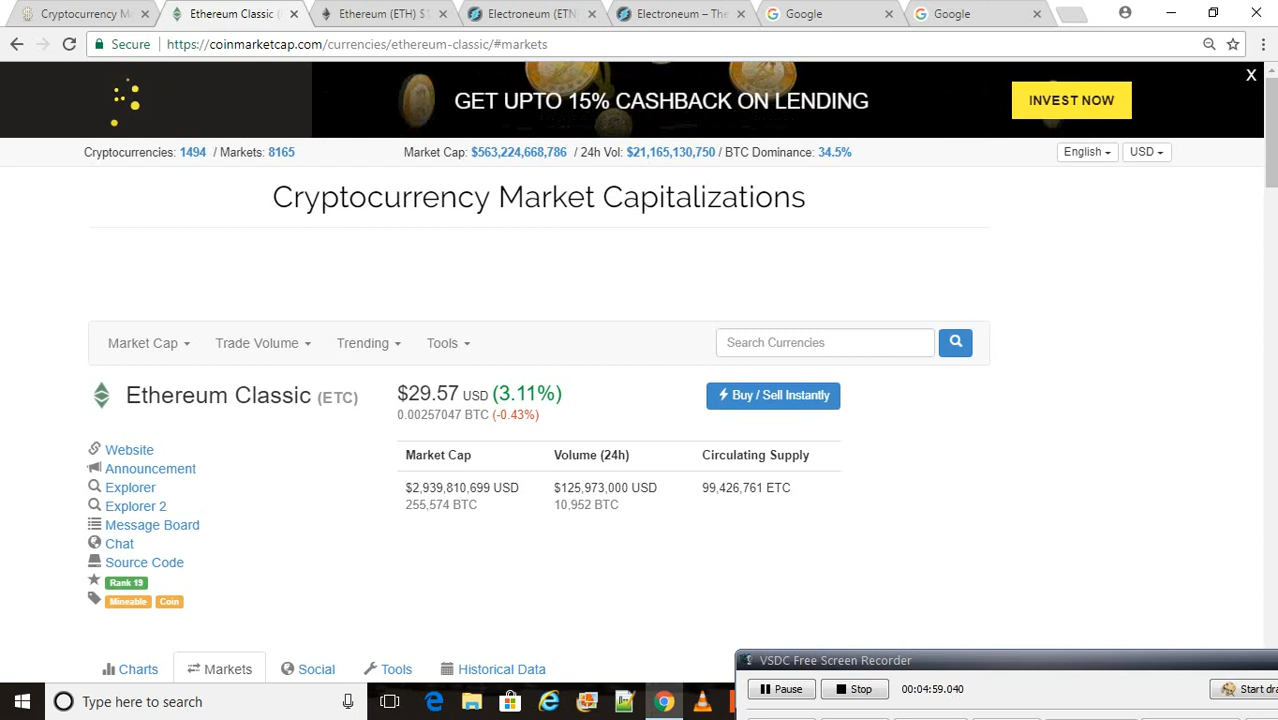 Cryptocurrency M
Ethereum Classic (
Ethereum (ETH) $1
Electroneum (ETN)
Electroneum – The
Google
Google
Secure
https://coinmarketcap.com/currencies/ethereum-classic/#markets
GET UPTO 15% CASHBACK ON LENDING
INVEST NOW
X
Cryptocurrencies: 1494 / Markets: 8165
Market Cap: $563,224,668,786 / 24h Vol: $21,165,130,750 / BTC Dominance: 34.5%
English
USD
Cryptocurrency Market Capitalizations
Market Cap
Trade Volume
Trending
Tools
Search Currencies
Ethereum Classic (ETC)
$29.57 USD (3.11%)
0.00257047 BTC (-0.43%)
Buy / Sell Instantly
Website
Announcement
Explorer
Explorer 2
Message Board
Chat
Source Code
Rank 19
Mineable
Coin
Market Cap
Volume (24h)
Circulating Supply
$2,939,810,699 USD
$125,973,000 USD
99,426,761 ETC
255,574 BTC
10,952 BTC
Charts
Markets
Social
Tools
Historical Data
VSDC Free Screen Recorder
Pause
Stop
00:04:59.040
Start dra
Type here to search